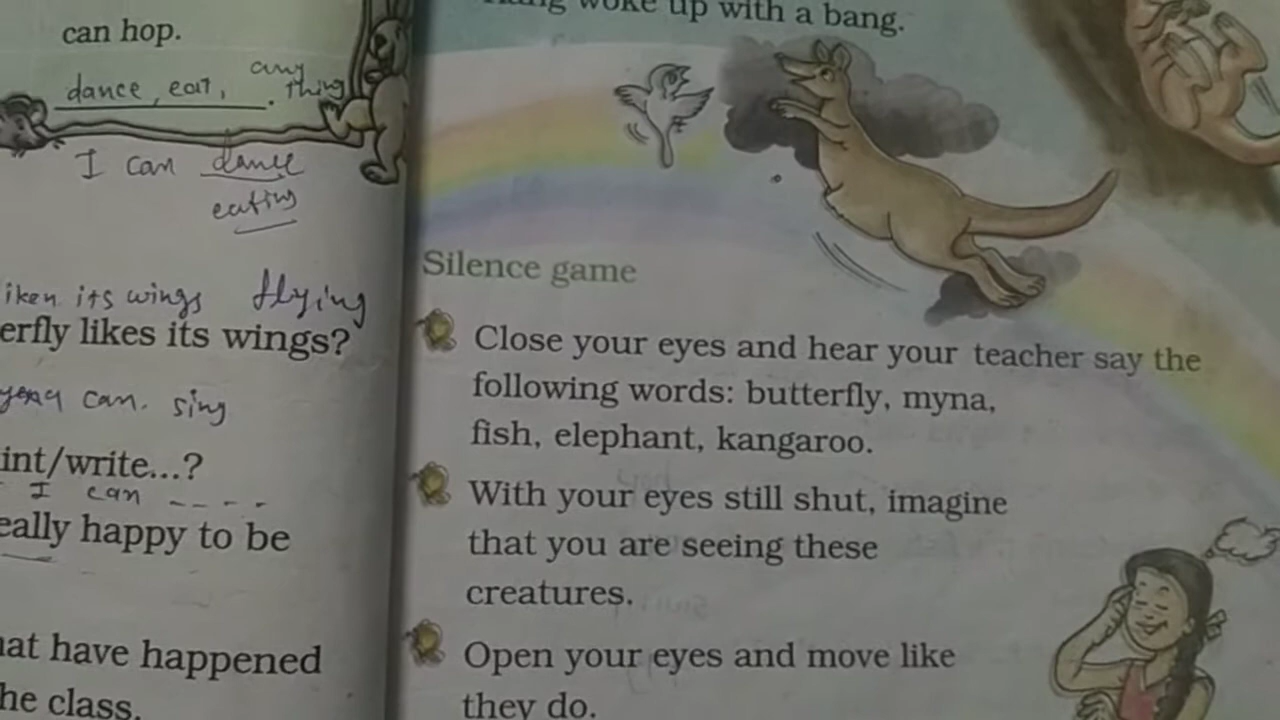 can hop.
any
dance, eat, . thing
I can dance
eating
its wings flying
erfly likes its wings?
can. sing
int/write...?
I can _ _ _ _
eally happy to be
hat have happened
he class.
woke up with a bang.
Silence game
Close your eyes and hear your teacher say the
following words: butterfly, myna,
fish, elephant, kangaroo.
With your eyes still shut, imagine
that you are seeing these
creatures.
Open your eyes and move like
they do.